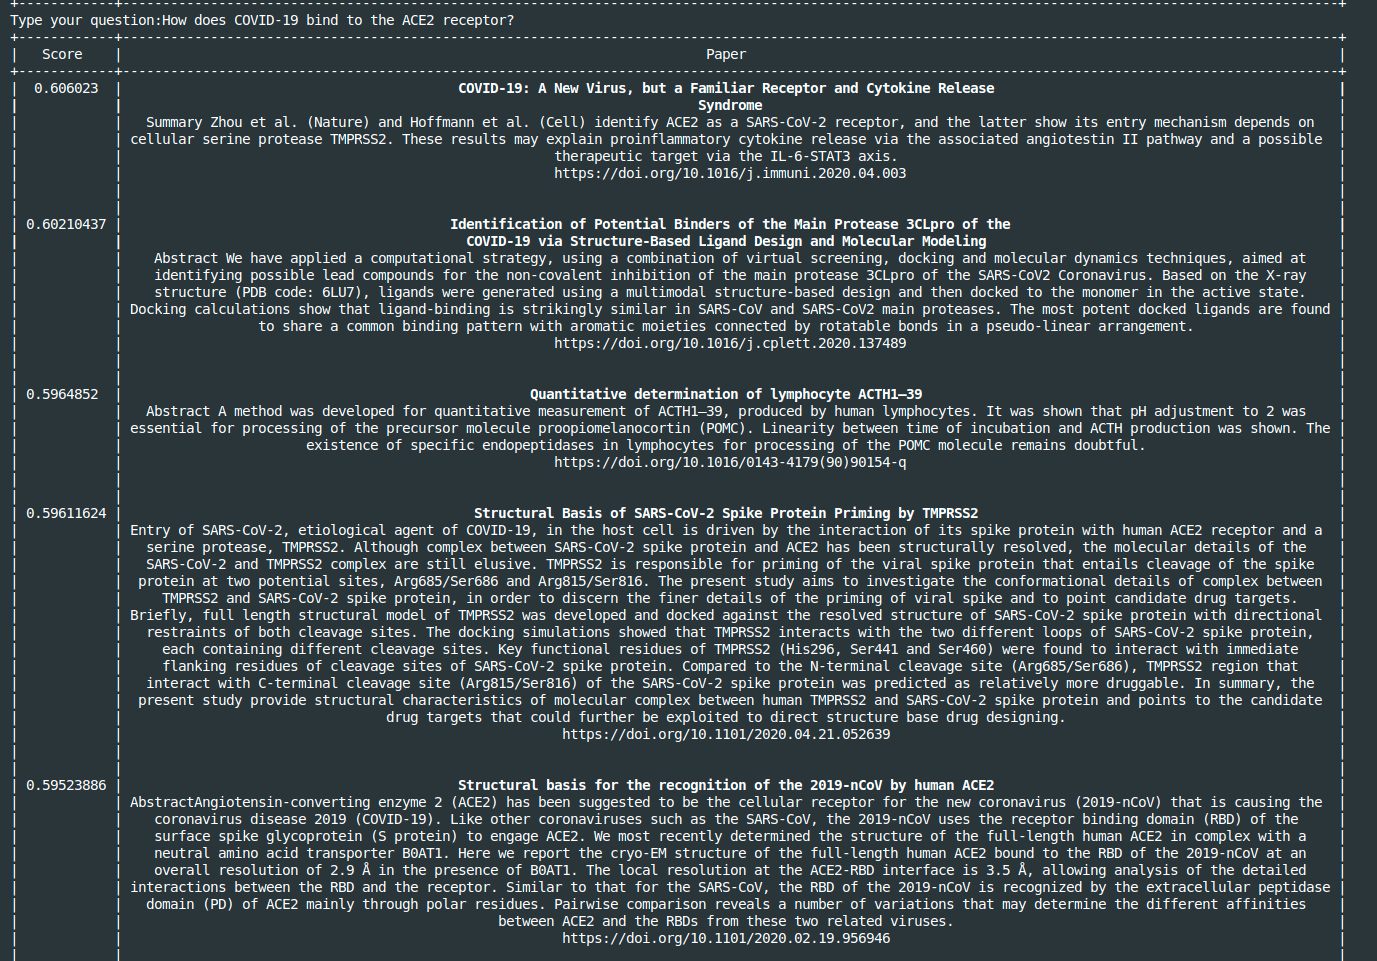 Type your question:How does COVID-19 bind to the ACE2 receptor?
Score Paper
0.606023 COVID-19: A New Virus, but a Familiar Receptor and Cytokine Release
Syndrome
Summary Zhou et al. (Nature) and Hoffmann et al. (Cell) identify ACE2 as a SARS-CoV-2 receptor, and the latter show its entry mechanism depends on
cellular serine protease TMPRSS2. These results may explain proinflammatory cytokine release via the associated angiotestin II pathway and a possible
therapeutic target via the IL-6-STAT3 axis.
https://doi.org/10.1016/j.immuni.2020.04.003
0.60210437 Identification of Potential Binders of the Main Protease 3CLpro of the
COVID-19 via Structure-Based Ligand Design and Molecular Modeling
Abstract We have applied a computational strategy, using a combination of virtual screening, docking and molecular dynamics techniques, aimed at
identifying possible lead compounds for the non-covalent inhibition of the main protease 3CLpro of the SARS-CoV2 Coronavirus. Based on the X-ray
structure (PDB code: 6LU7), ligands were generated using a multimodal structure-based design and then docked to the monomer in the active state.
Docking calculations show that ligand-binding is strikingly similar in SARS-CoV and SARS-CoV2 main proteases. The most potent docked ligands are found
to share a common binding pattern with aromatic moieties connected by rotatable bonds in a pseudo-linear arrangement.
https://doi.org/10.1016/j.cplett.2020.137489
0.5964852 Quantitative determination of lymphocyte ACTH1–39
Abstract A method was developed for quantitative measurement of ACTH1–39, produced by human lymphocytes. It was shown that pH adjustment to 2 was
essential for processing of the precursor molecule proopiomelanocortin (POMC). Linearity between time of incubation and ACTH production was shown. The
existence of specific endopeptidases in lymphocytes for processing of the POMC molecule remains doubtful.
https://doi.org/10.1016/0143-4179(90)90154-q
0.59611624 Structural Basis of SARS-CoV-2 Spike Protein Priming by TMPRSS2
Entry of SARS-CoV-2, etiological agent of COVID-19, in the host cell is driven by the interaction of its spike protein with human ACE2 receptor and a
serine protease, TMPRSS2. Although complex between SARS-CoV-2 spike protein and ACE2 has been structurally resolved, the molecular details of the
SARS-CoV-2 and TMPRSS2 complex are still elusive. TMPRSS2 is responsible for priming of the viral spike protein that entails cleavage of the spike
protein at two potential sites, Arg685/Ser686 and Arg815/Ser816. The present study aims to investigate the conformational details of complex between
TMPRSS2 and SARS-CoV-2 spike protein, in order to discern the finer details of the priming of viral spike and to point candidate drug targets.
Briefly, full length structural model of TMPRSS2 was developed and docked against the resolved structure of SARS-CoV-2 spike protein with directional
restraints of both cleavage sites. The docking simulations showed that TMPRSS2 interacts with the two different loops of SARS-CoV-2 spike protein,
each containing different cleavage sites. Key functional residues of TMPRSS2 (His296, Ser441 and Ser460) were found to interact with immediate
flanking residues of cleavage sites of SARS-CoV-2 spike protein. Compared to the N-terminal cleavage site (Arg685/Ser686), TMPRSS2 region that
interact with C-terminal cleavage site (Arg815/Ser816) of the SARS-CoV-2 spike protein was predicted as relatively more druggable. In summary, the
present study provide structural characteristics of molecular complex between human TMPRSS2 and SARS-CoV-2 spike protein and points to the candidate
drug targets that could further be exploited to direct structure base drug designing.
https://doi.org/10.1101/2020.04.21.052639
0.59523886 Structural basis for the recognition of the 2019-nCoV by human ACE2
AbstractAngiotensin-converting enzyme 2 (ACE2) has been suggested to be the cellular receptor for the new coronavirus (2019-nCoV) that is causing the
coronavirus disease 2019 (COVID-19). Like other coronaviruses such as the SARS-CoV, the 2019-nCoV uses the receptor binding domain (RBD) of the
surface spike glycoprotein (S protein) to engage ACE2. We most recently determined the structure of the full-length human ACE2 in complex with a
neutral amino acid transporter B0AT1. Here we report the cryo-EM structure of the full-length human ACE2 bound to the RBD of the 2019-nCoV at an
overall resolution of 2.9 Å in the presence of B0AT1. The local resolution at the ACE2-RBD interface is 3.5 Å, allowing analysis of the detailed
interactions between the RBD and the receptor. Similar to that for the SARS-CoV, the RBD of the 2019-nCoV is recognized by the extracellular peptidase
domain (PD) of ACE2 mainly through polar residues. Pairwise comparison reveals a number of variations that may determine the different affinities
between ACE2 and the RBDs from these two related viruses.
https://doi.org/10.1101/2020.02.19.956946